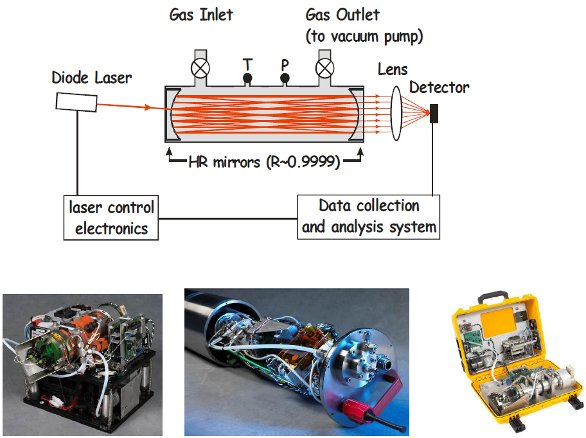 Gas Inlet
Gas Outlet
(to vacuum pump)
T
P
Lens
Diode Laser
Detector
HR mirrors (R~0.9999)
laser control
electronics
Data collection
and analysis system